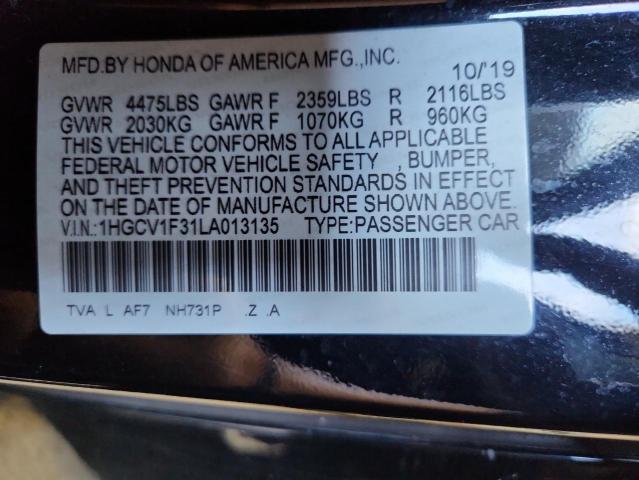 MFD.BY HONDA OF AMERICA MFG.,INC. 10/'19
GVWR 4475LBS GAWR F 2359LBS R 2116LBS
GVWR 2030KG GAWR F 1070KG R 960KG
THIS VEHICLE CONFORMS TO ALL APPLICABLE
FEDERAL MOTOR VEHICLE SAFETY , BUMPER,
AND THEFT PREVENTION STANDARDS IN EFFECT
ON THE DATE OF MANUFACTURE SHOWN ABOVE.
V.I.N.:1HGCV1F31LA013135 TYPE:PASSENGER CAR
TVA L AF7 NH731P .Z .A